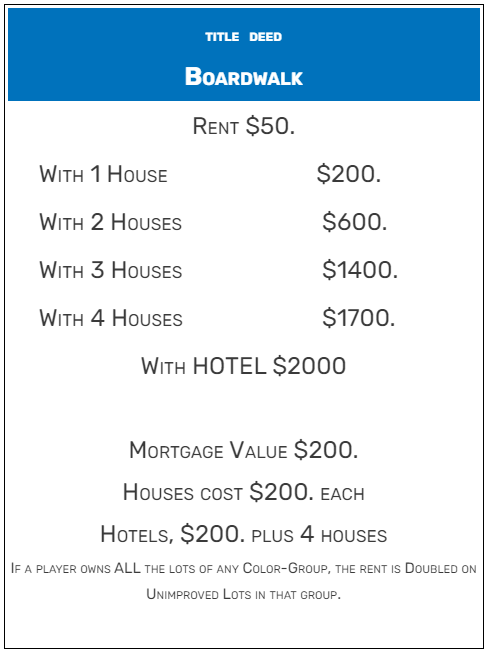 TITLE DEED
BOARDWALK
RENT $50.
WITH 1 HOUSE $200.
WITH 2 HOUSES $600.
WITH 3 HOUSES $1400.
WITH 4 HOUSES $1700.
WITH HOTEL $2000
MORTGAGE VALUE $200.
HOUSES COST $200. EACH
HOTELS, $200. PLUS 4 HOUSES
IF A PLAYER OWNS ALL THE LOTS OF ANY COLOR-GROUP, THE RENT IS DOUBLED ON
UNIMPROVED LOTS IN THAT GROUP.